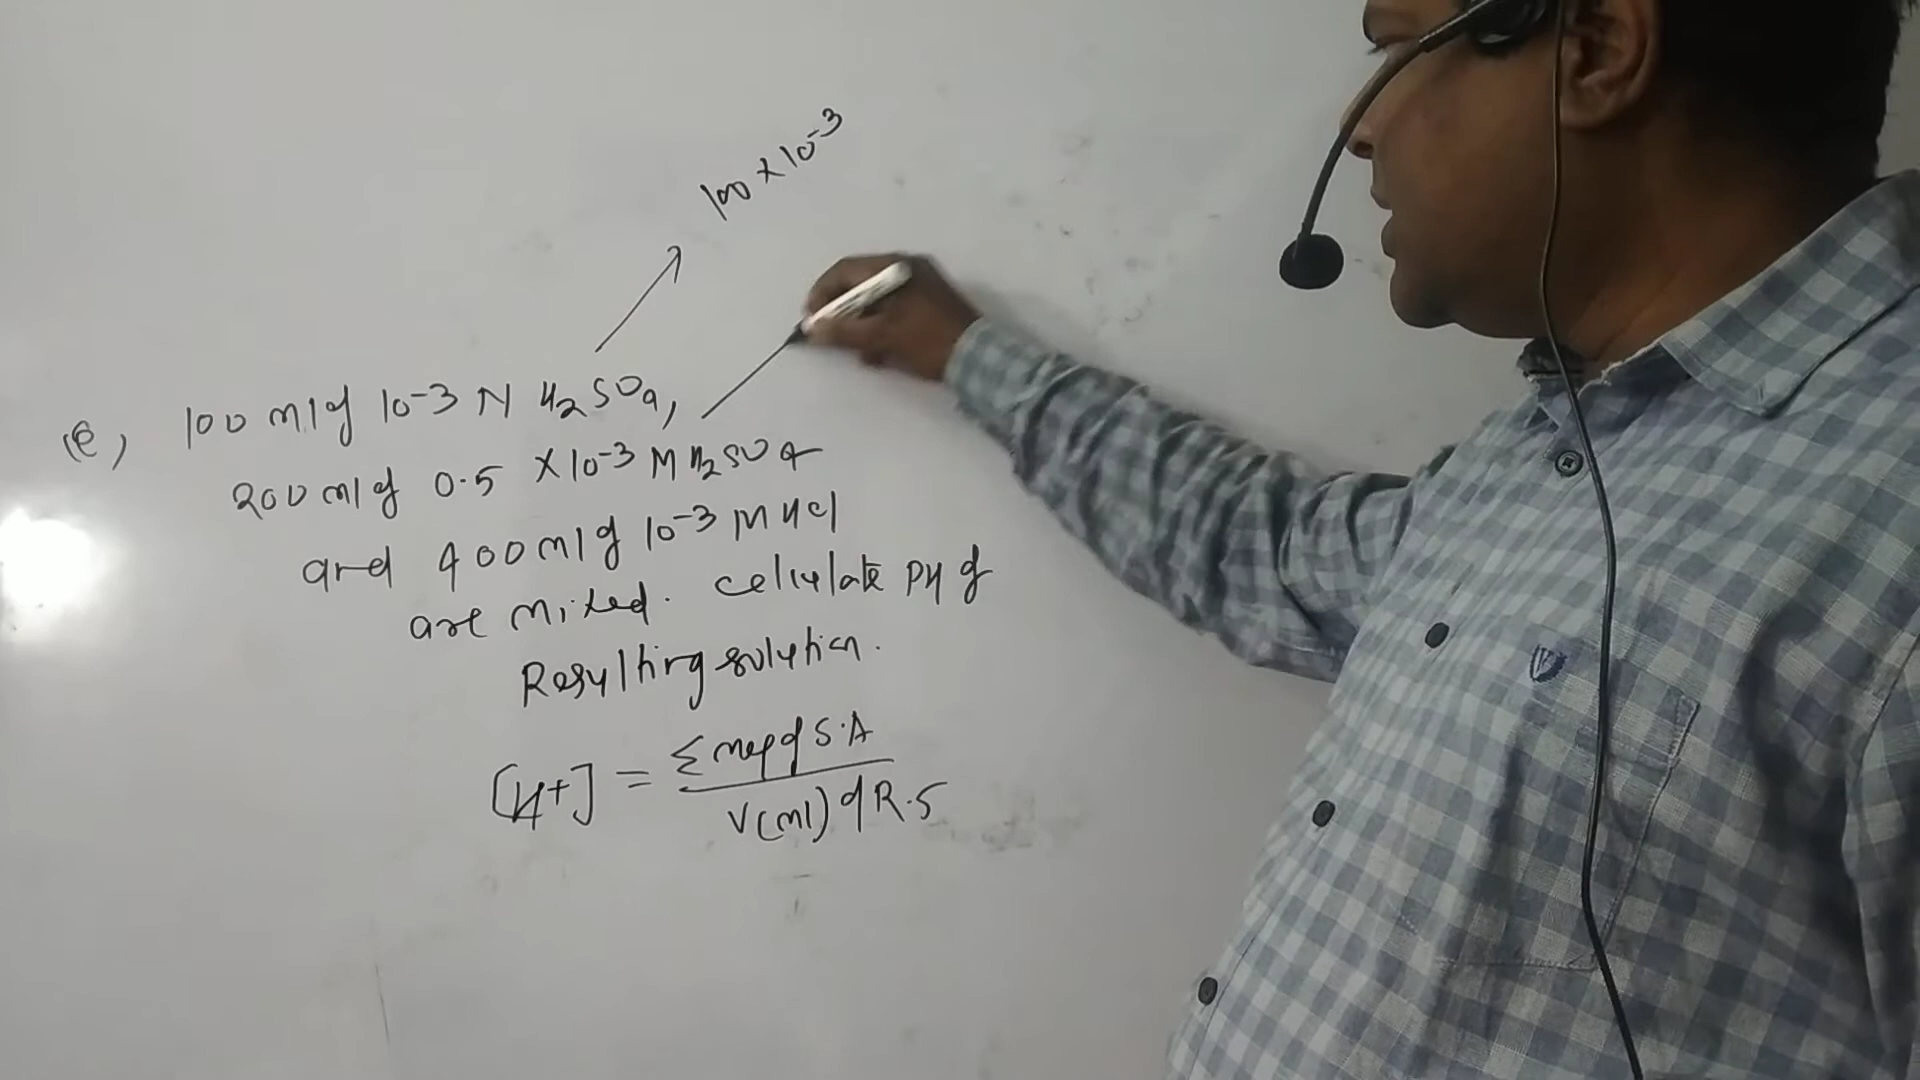 100 × 10-3
(e), 100 ml of 10-3 N H2SO4,
200 ml of 0.5 × 10-3 M H2SO4
and 400 ml of 10-3 M HCl
are mixed. calculate PH of
Resulting solution.
[H+] = Σ meq of S.A / V(ml) of R.S